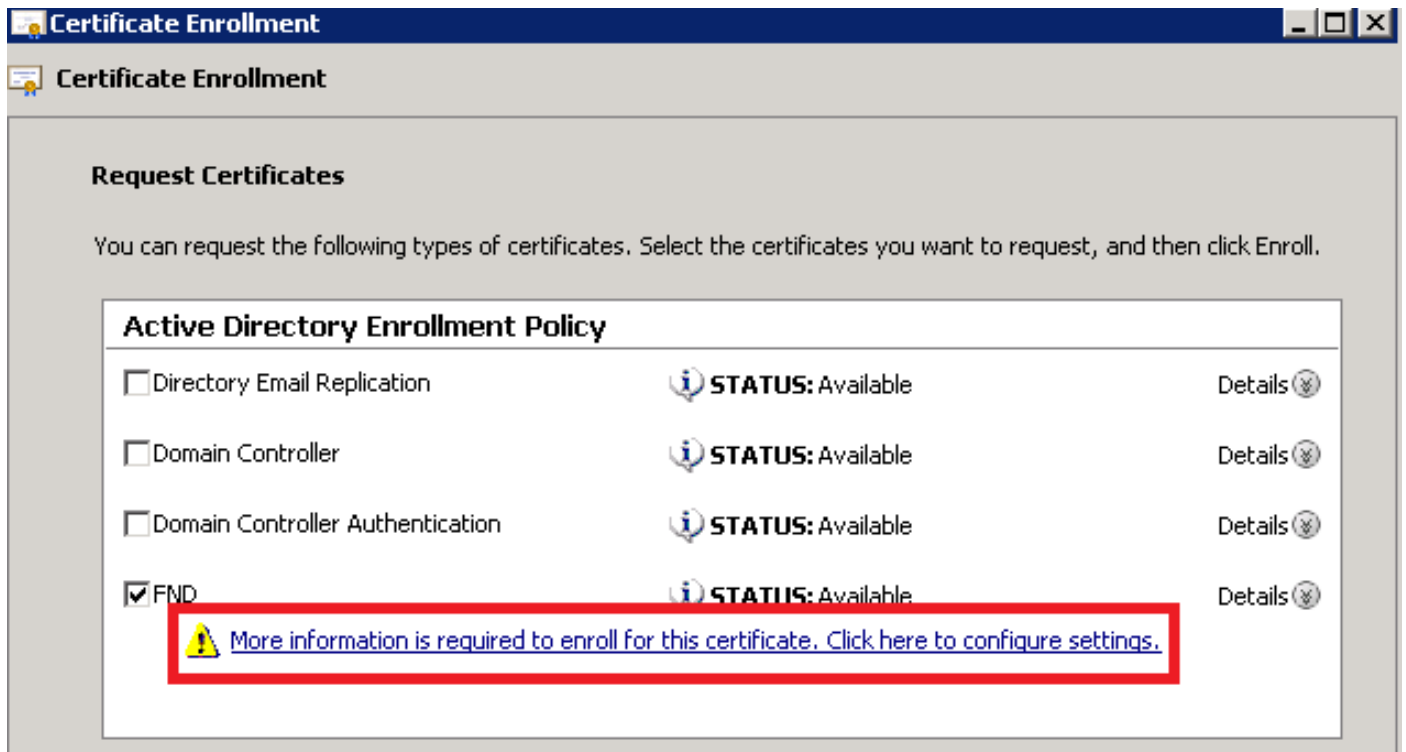 Certificate Enrollment
Certificate Enrollment
Request Certificates
You can request the following types of certificates. Select the certificates you want to request, and then click Enroll.
Active Directory Enrollment Policy
Directory Email Replication STATUS: Available Details
Domain Controller STATUS: Available Details
Domain Controller Authentication STATUS: Available Details
FND STATUS: Available Details
More information is required to enroll for this certificate. Click here to configure settings.